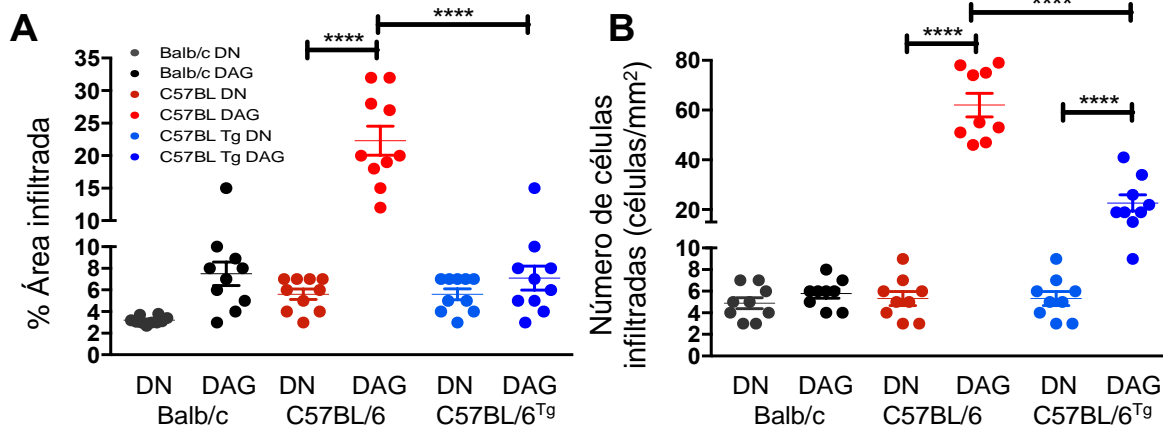 A
****
****
35
30
25
20
15
10
10
8
6
4
2
0
% Área infiltrada
Balb/c DN
Balb/c DAG
C57BL DN
C57BL DAG
C57BL Tg DN
C57BL Tg DAG
DN DAG DN DAG DN DAG
Balb/c C57BL/6 C57BL/6Tg
B
****
****
****
80
60
40
20
10
8
6
4
2
0
Número de células
infiltradas (células/mm2)
DN DAG DN DAG DN DAG
Balb/c C57BL/6 C57BL/6Tg